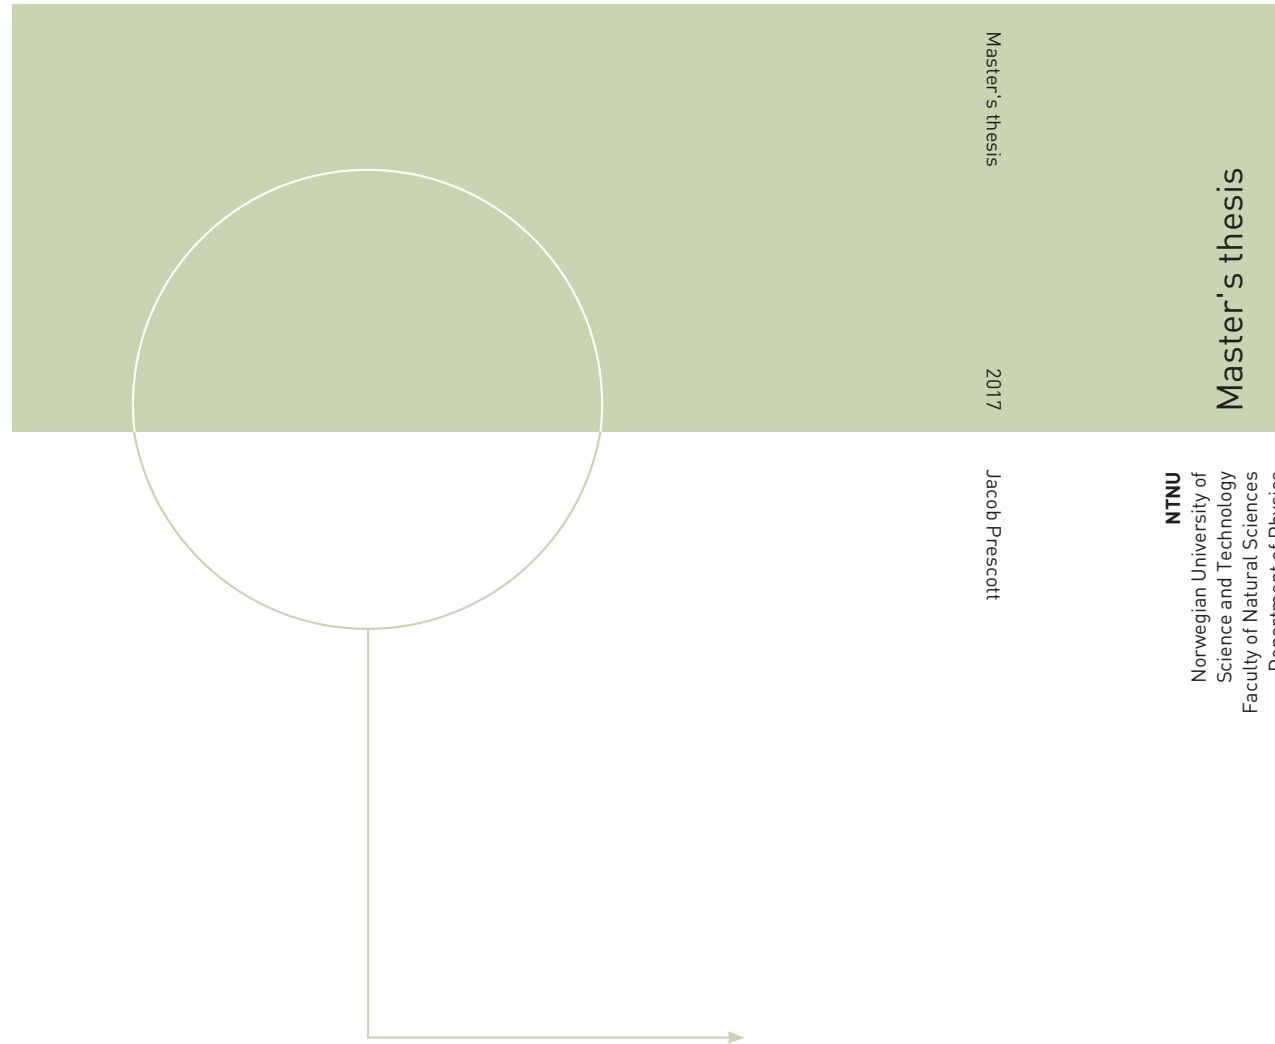 Master's thesis
2017
Jacob Prescott
Master's thesis
NTNU
Norwegian University of
Science and Technology
Faculty of Natural Sciences